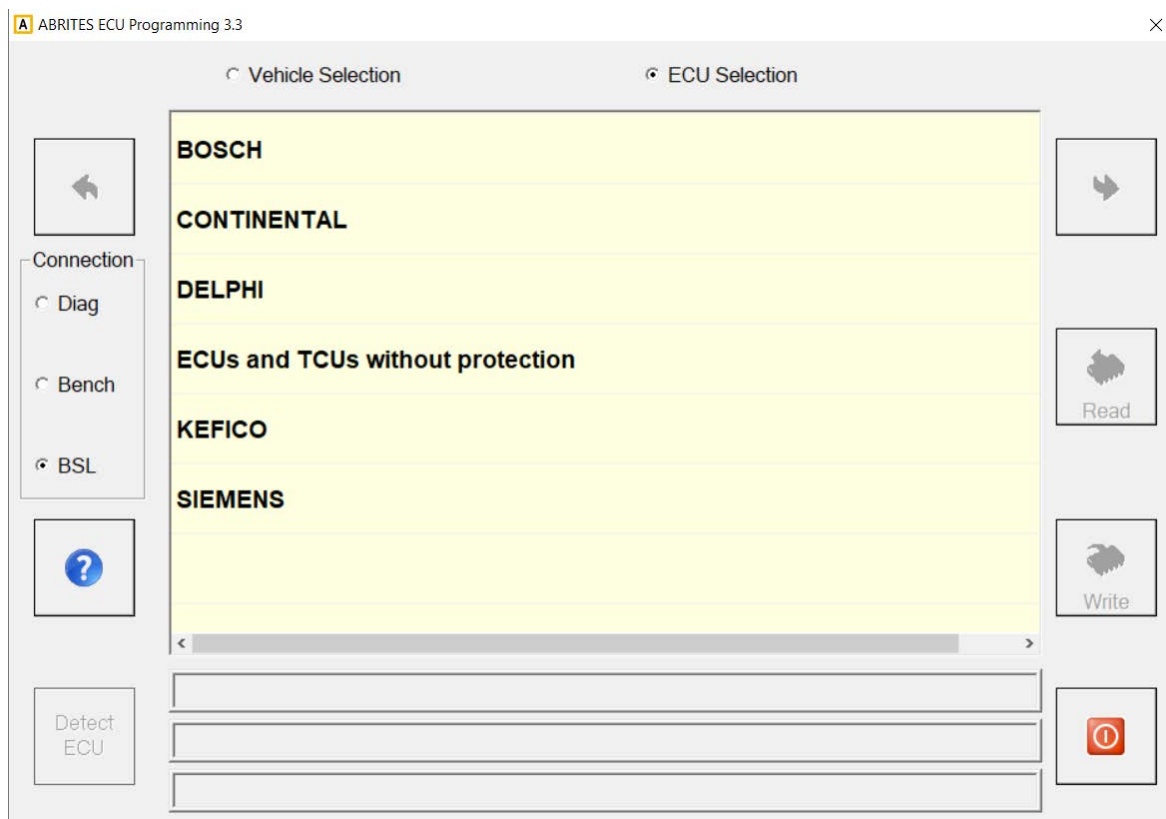 ABRITES ECU Programming 3.3
Vehicle Selection
ECU Selection
BOSCH
CONTINENTAL
DELPHI
ECUs and TCUs without protection
KEFICO
SIEMENS
Connection
Diag
Bench
BSL
Detect
ECU
Read
Write